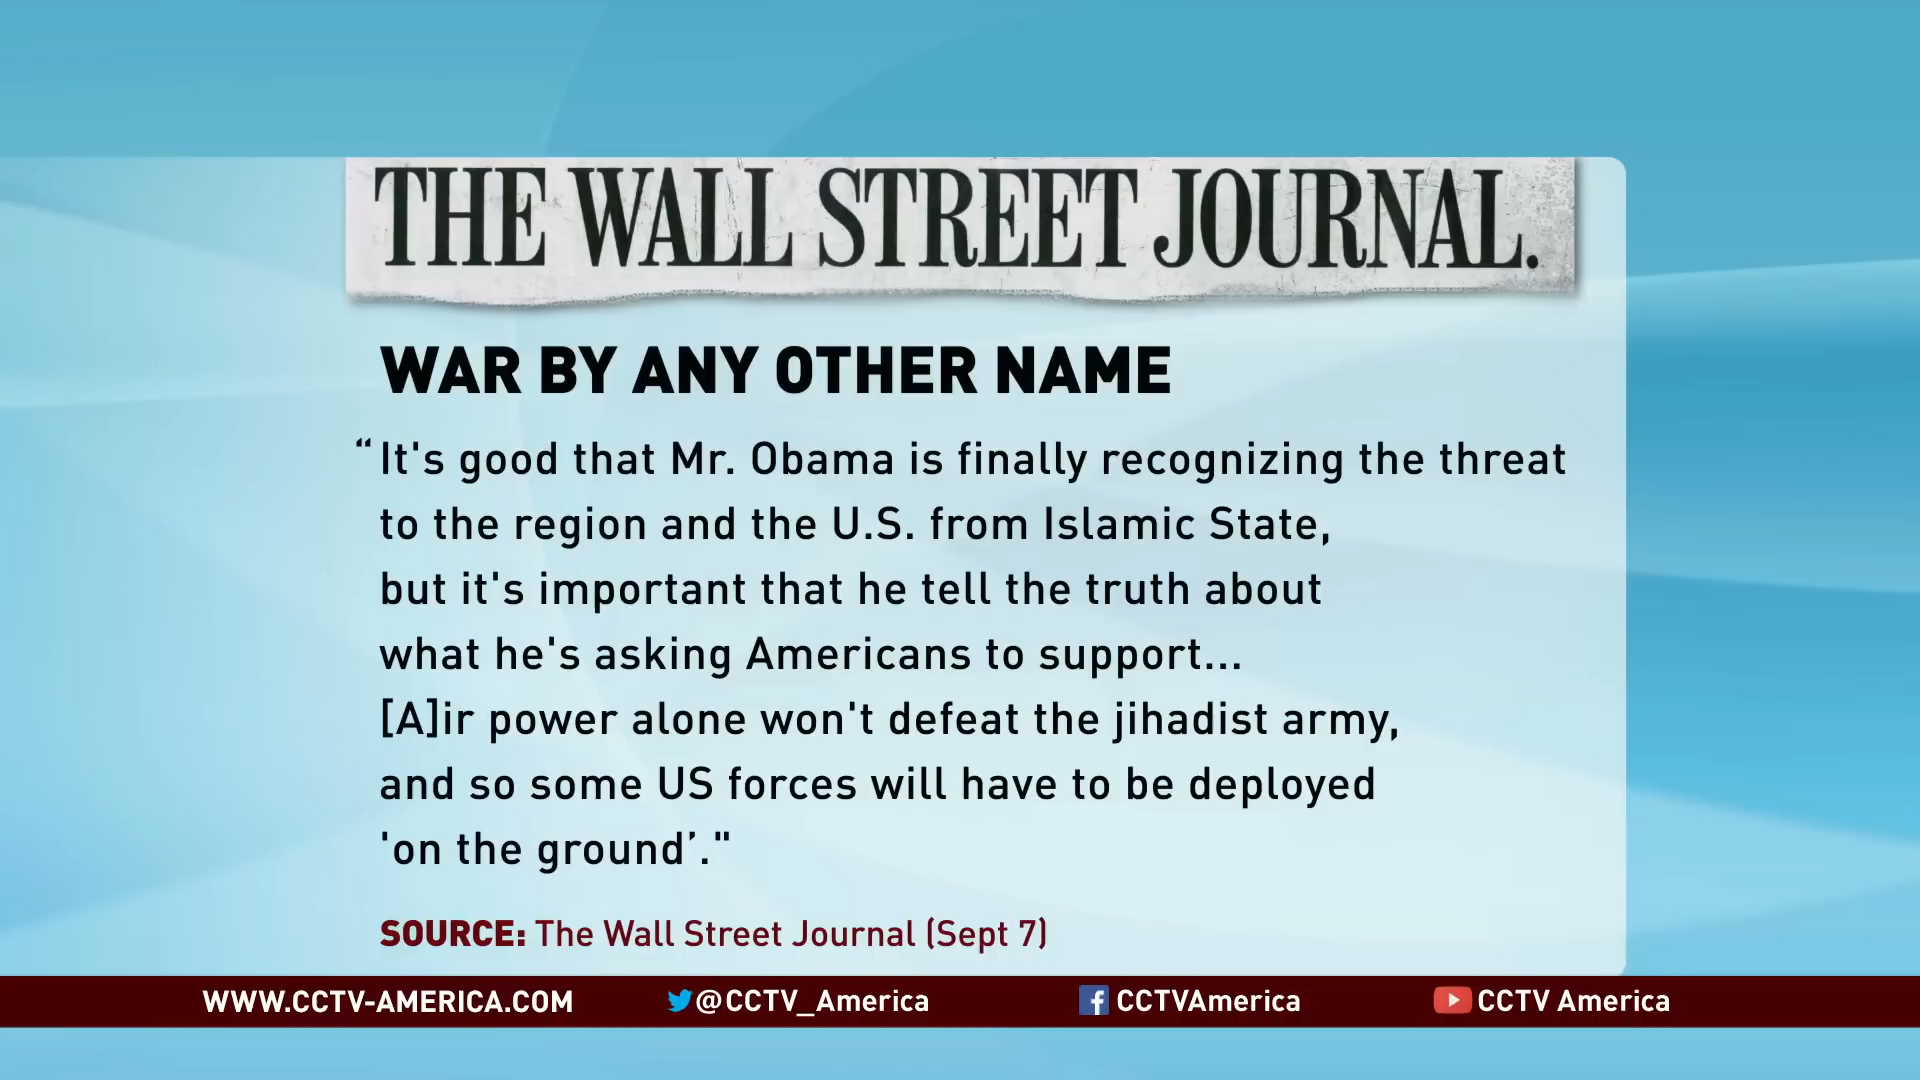 THE WALL STREET JOURNAL.
WAR BY ANY OTHER NAME
“It's good that Mr. Obama is finally recognizing the threat
to the region and the U.S. from Islamic State,
but it's important that he tell the truth about
what he's asking Americans to support...
[A]ir power alone won't defeat the jihadist army,
and so some US forces will have to be deployed
'on the ground’."
SOURCE: The Wall Street Journal (Sept 7)
WWW.CCTV-AMERICA.COM @CCTV_America CCTVAmerica CCTV America